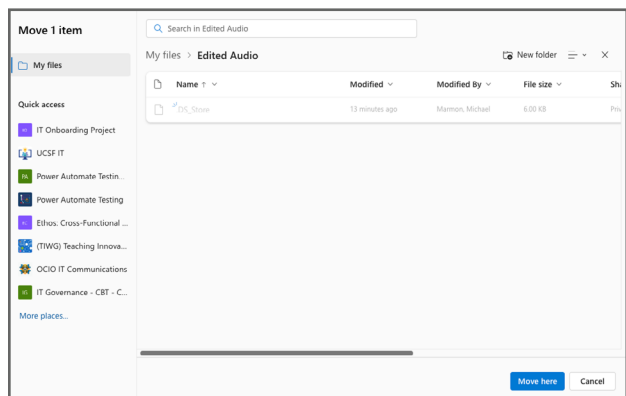 Move 1 item
Search in Edited Audio
My files
My files > Edited Audio
New folder
Name ↑
Modified
Modified By
File size
Sha
.DS_Store
13 minutes ago
Marmon, Michael
6.00 KB
Priv
Quick access
IT Onboarding Project
UCSF IT
PA
Power Automate Testin...
Power Automate Testing
Ethos: Cross-Functional ...
(TIWG) Teaching Innova...
OCIO IT Communications
IT Governance - CBT - C...
More places...
Move here
Cancel